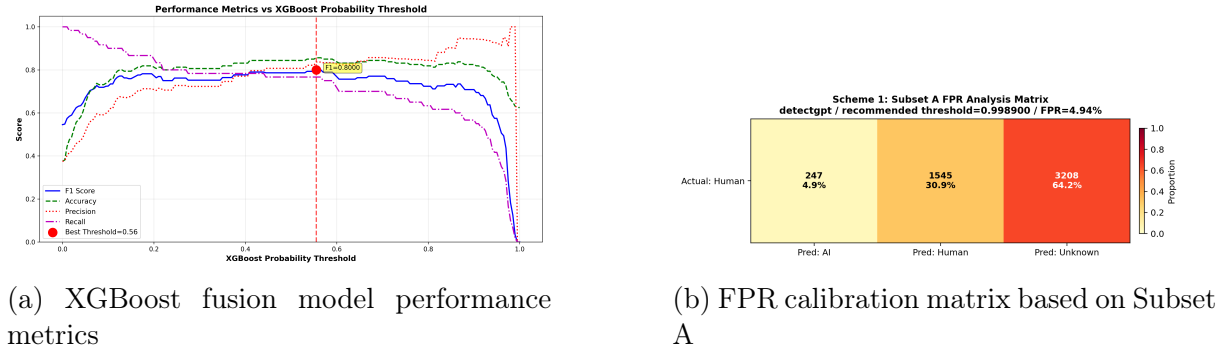 Performance Metrics vs XGBoost Probability Threshold
1.0
0.8
0.6
0.4
0.2
0.0
Score
F1=0.8000
F1 Score
Accuracy
Precision
Recall
Best Threshold=0.56
0.0 0.2 0.4 0.6 0.8 1.0
XGBoost Probability Threshold
(a) XGBoost fusion model performance
metrics
Scheme 1: Subset A FPR Analysis Matrix
detectgpt / recommended threshold=0.998900 / FPR=4.94%
Actual: Human
247
4.9%
1545
30.9%
3208
64.2%
Pred: AI Pred: Human Pred: Unknown
1.0
0.8
0.6
0.4
0.2
0.0
Proportion
(b) FPR calibration matrix based on Subset
A